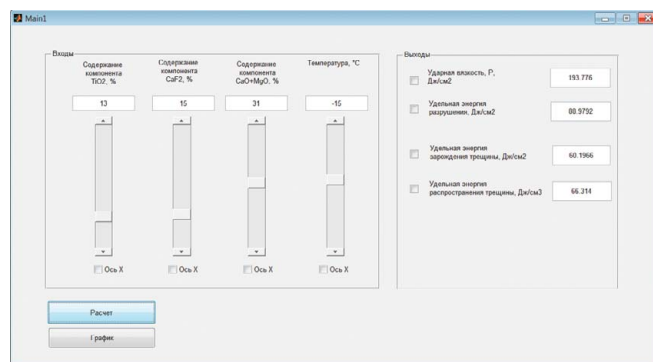 Main1
Входы
Содержание
компонента
TiO2, %
Содержание
компонанта
CaF2, %
Содержание
компонента
CaO+MgO, %
Температура, °C
13
15
31
-15
Ось X
Ось X
Ось X
Ось X
Расчет
График
Выходы
Ударная вязкость, P,
Дж/см2
193.776
Удельная энергия
разрушения, Дж/см2
80.9792
Удельная энергия
зарождения трещины, Дж/см2
60.1966
Удельная энергия
распространения трещины, Дж/см3
66.314